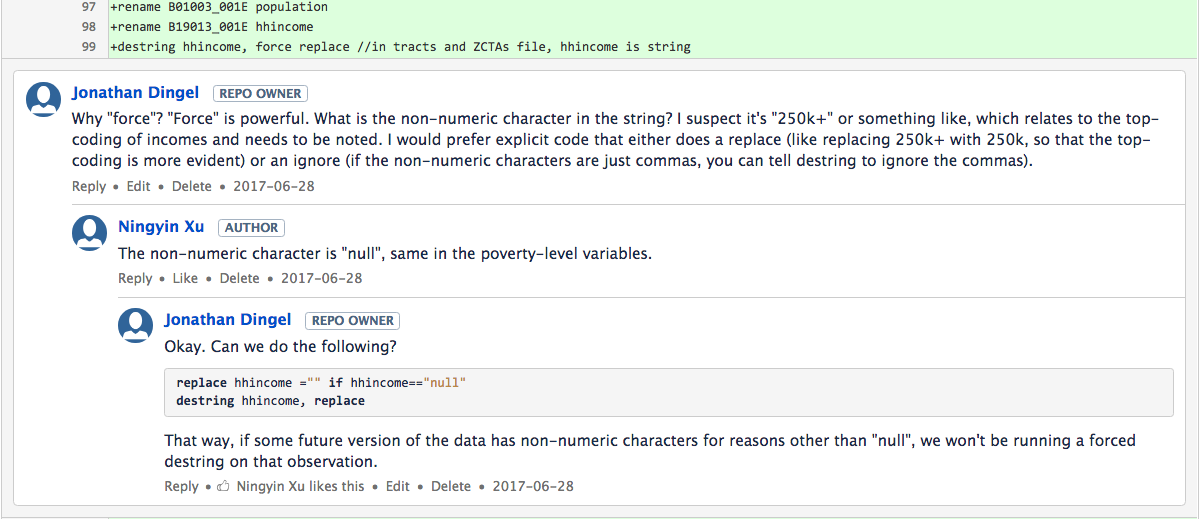 97 +rename B01003_001E population
98 +rename B19013_001E hhincome
99 +destring hhincome, force replace //in tracts and ZCTAs file, hhincome is string
Jonathan Dingel REPO OWNER
Why "force"? "Force" is powerful. What is the non-numeric character in the string? I suspect it's "250k+" or something like, which relates to the top-
coding of incomes and needs to be noted. I would prefer explicit code that either does a replace (like replacing 250k+ with 250k, so that the top-
coding is more evident) or an ignore (if the non-numeric characters are just commas, you can tell destring to ignore the commas).
Reply • Edit • Delete • 2017-06-28
Ningyin Xu AUTHOR
The non-numeric character is "null", same in the poverty-level variables.
Reply • Like • Delete • 2017-06-28
Jonathan Dingel REPO OWNER
Okay. Can we do the following?
replace hhincome ="" if hhincome=="null"
destring hhincome, replace
That way, if some future version of the data has non-numeric characters for reasons other than "null", we won't be running a forced
destring on that observation.
Reply • Ningyin Xu likes this • Edit • Delete • 2017-06-28